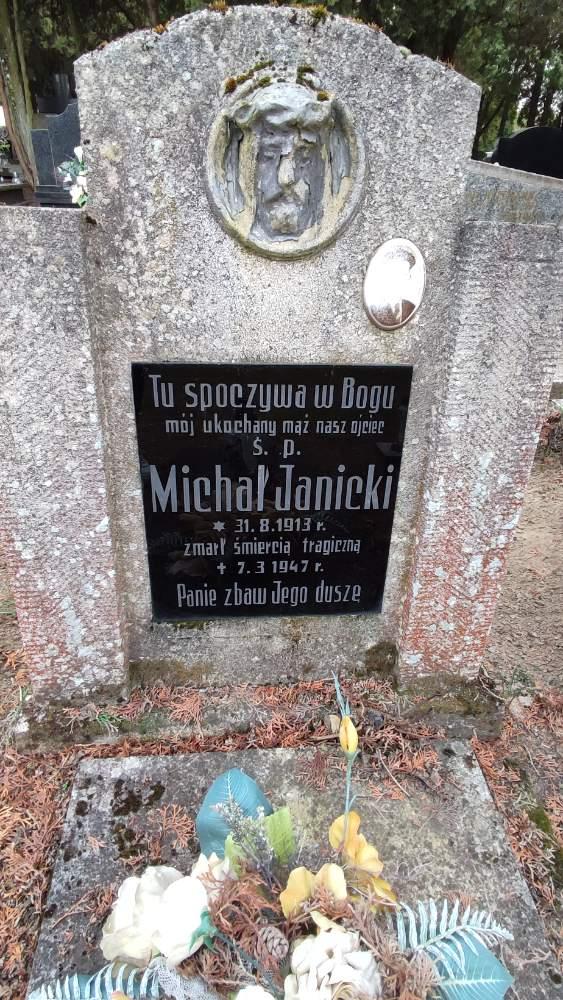 Tu spoczywa w Bogu
mój ukochany mąż nasz ojciec
ś. p.
Michał Janicki
* 31.8.1913 r.
zmarł śmiercią tragiczną
+ 7.3 1947 r.
Panie zbaw Jego duszę